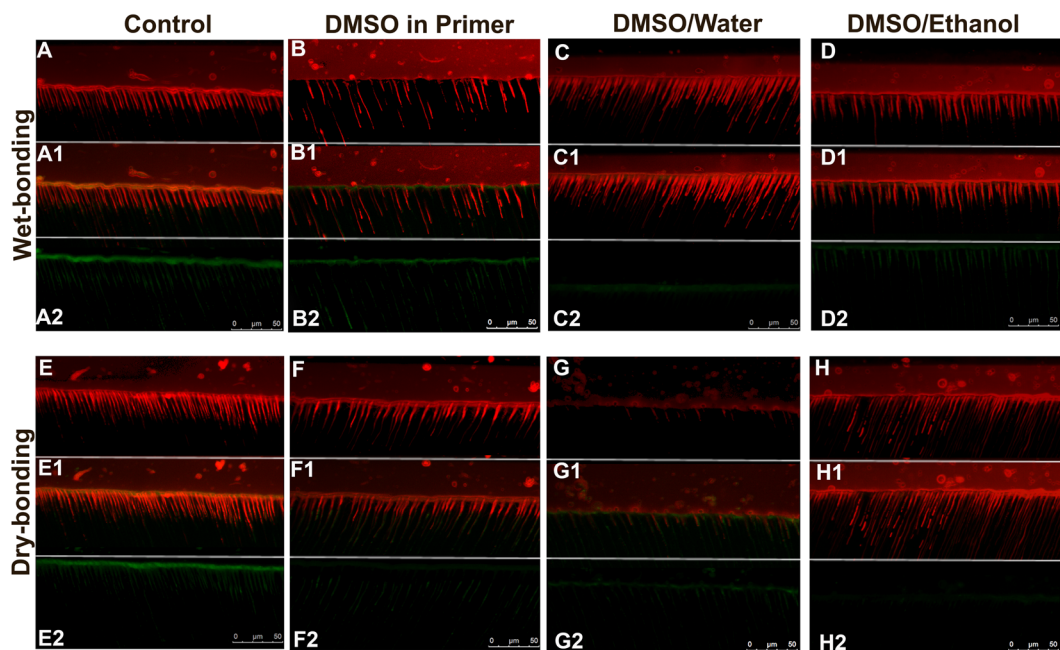 Control
DMSO in Primer
DMSO/Water
DMSO/Ethanol
Wet-bonding
A
B
C
D
A1
B1
C1
D1
A2
B2
C2
D2
0 µm 50
0 µm 50
0 µm 50
0 µm 50
Dry-bonding
E
F
G
H
E1
F1
G1
H1
E2
F2
G2
H2
0 µm 50
0 µm 50
0 µm 50
0 µm 50